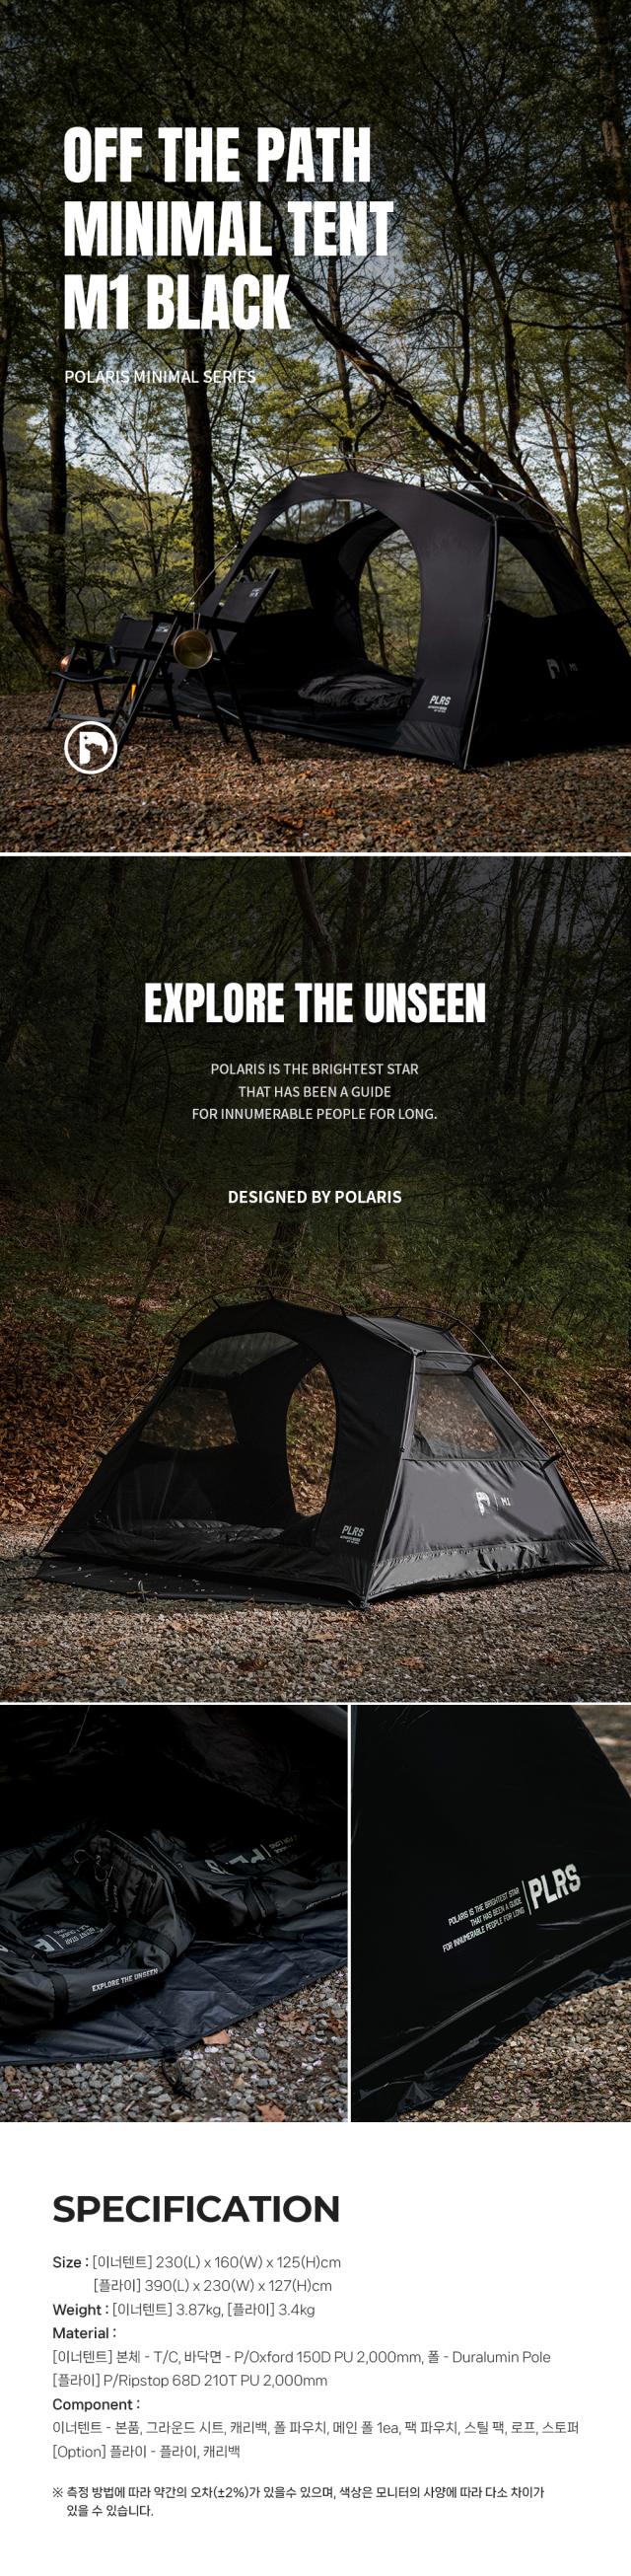 OFF THE PATH
MINIMAL TENT
M1 BLACK
POLARIS MINIMAL SERIES
PLRS
EXPLORE THE UNSEEN
POLARIS IS THE BRIGHTEST STAR
THAT HAS BEEN A GUIDE
FOR INNUMERABLE PEOPLE FOR LONG.
DESIGNED BY POLARIS
M1
PLRS
EXPLORE THE UNSEEN
POLARIS IS THE BRIGHTEST STAR
THAT HAS BEEN A GUIDE
FOR INNUMERABLE PEOPLE FOR LONG
PLRS
SPECIFICATION
Size : [이너텐트] 230(L) x 160(W) x 125(H)cm
[플라이] 390(L) x 230(W) x 127(H)cm
Weight : [이너텐트] 3.87kg, [플라이] 3.4kg
Material :
[이너텐트] 본체 - T/C, 바닥면 - P/Oxford 150D PU 2,000mm, 폴 - Duralumin Pole
[플라이] P/Ripstop 68D 210T PU 2,000mm
Component :
이너텐트 - 본품, 그라운드 시트, 캐리백, 폴 파우치, 메인 폴 1ea, 팩 파우치, 스틸 팩, 로프, 스토퍼
[Option] 플라이 - 플라이, 캐리백
※ 측정 방법에 따라 약간의 오차(±2%)가 있을수 있으며, 색상은 모니터의 사양에 따라 다소 차이가
있을 수 있습니다.